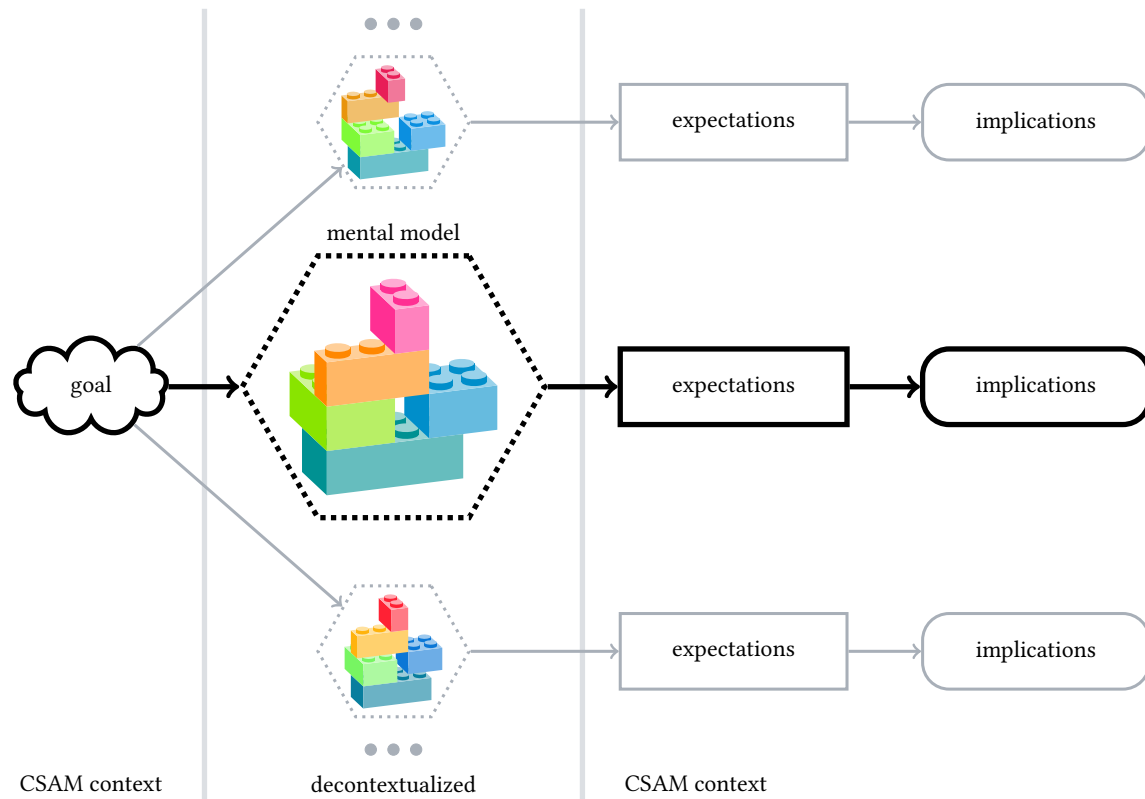 expectations
implications
mental model
goal
expectations
implications
expectations
implications
CSAM context
decontextualized
CSAM context